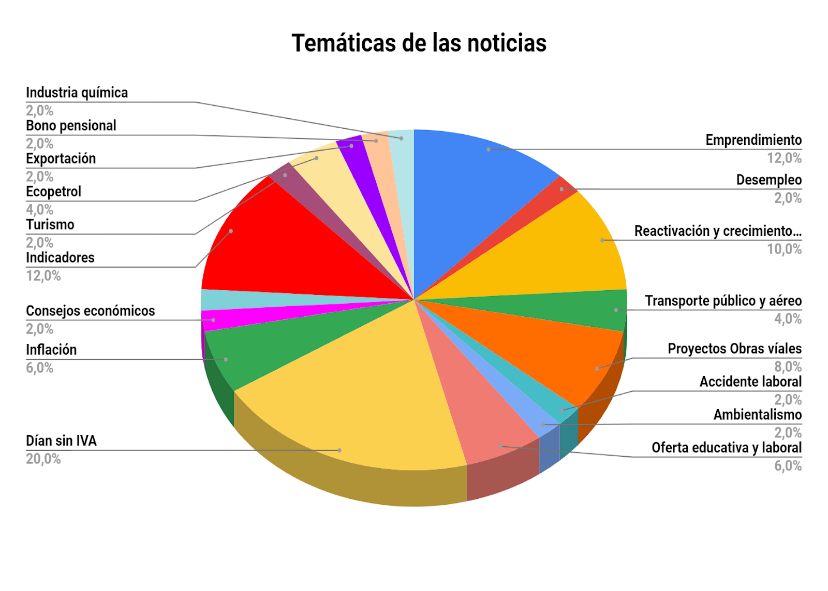 Temáticas de las noticias
Industria química
2,0%
Bono pensional
2,0%
Exportación
2,0%
Ecopetrol
4,0%
Turismo
2,0%
Indicadores
12,0%
Consejos económicos
2,0%
Inflación
6,0%
Dían sin IVA
20,0%
Emprendimiento
12,0%
Desempleo
2,0%
Reactivación y crecimiento...
10,0%
Transporte público y aéreo
4,0%
Proyectos Obras víales
8,0%
Accidente laboral
2,0%
Ambientalismo
2,0%
Oferta educativa y laboral
6,0%